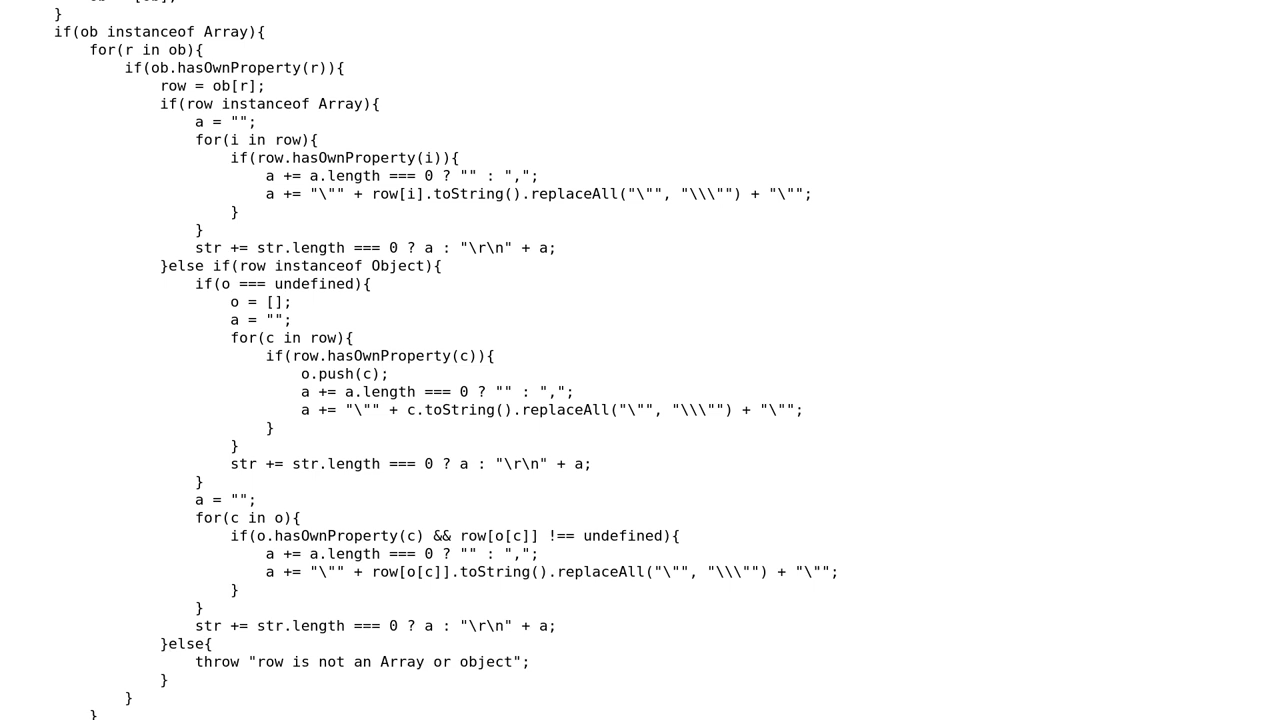 }
if(ob instanceof Array){
for(r in ob){
if(ob.hasOwnProperty(r)){
row = ob[r];
if(row instanceof Array){
a = "";
for(i in row){
if(row.hasOwnProperty(i)){
a += a.length === 0 ? "" : ",";
a += "\"" + row[i].toString().replaceAll("\"", "\\\"") + "\"";
}
}
str += str.length === 0 ? a : "\r\n" + a;
}else if(row instanceof Object){
if(o === undefined){
o = [];
a = "";
for(c in row){
if(row.hasOwnProperty(c)){
o.push(c);
a += a.length === 0 ? "" : ",";
a += "\"" + c.toString().replaceAll("\"", "\\\"") + "\"";
}
}
str += str.length === 0 ? a : "\r\n" + a;
}
a = "";
for(c in o){
if(o.hasOwnProperty(c) && row[o[c]] !== undefined){
a += a.length === 0 ? "" : ",";
a += "\"" + row[o[c]].toString().replaceAll("\"", "\\\"") + "\"";
}
}
str += str.length === 0 ? a : "\r\n" + a;
}else{
throw "row is not an Array or object";
}
}
}